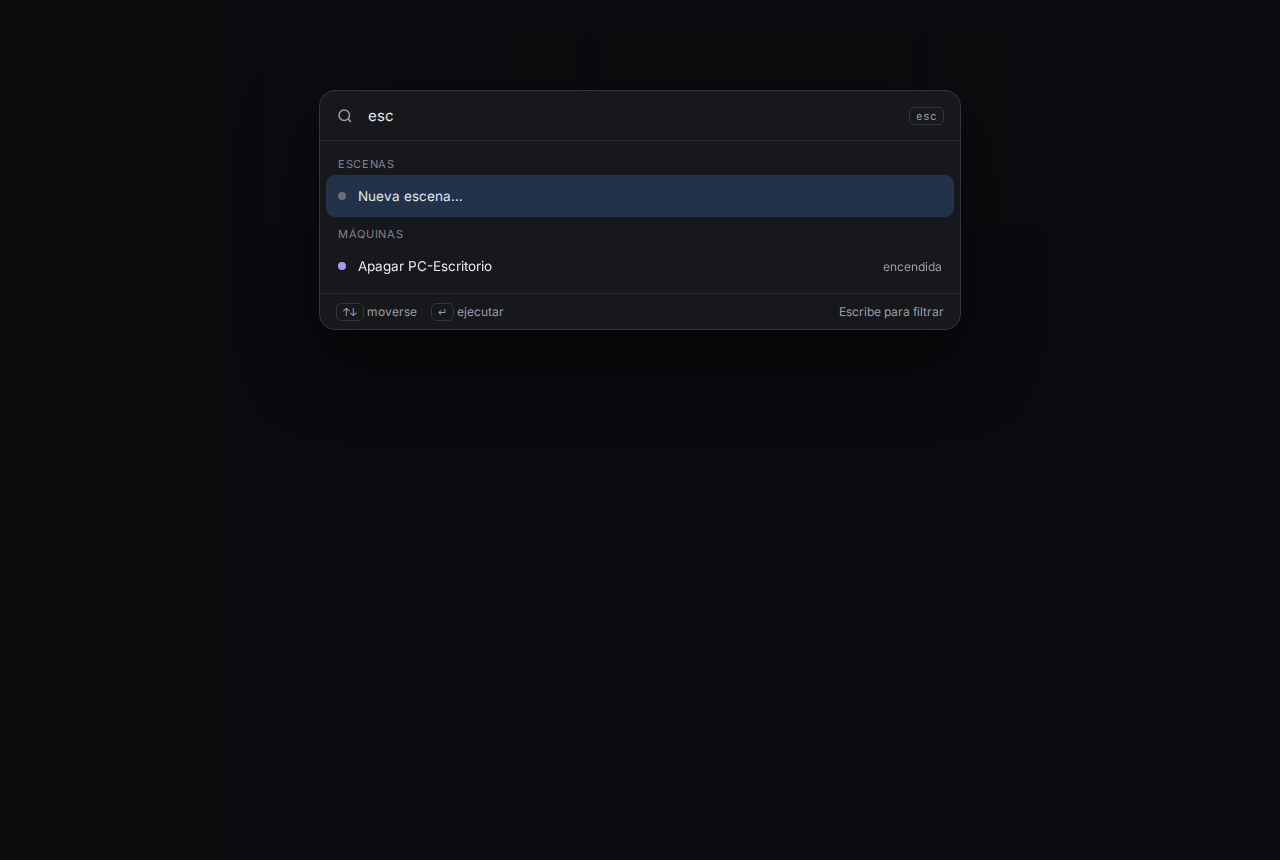 esc esc
ESCENAS
Nueva escena...
MÁQUINAS
Apagar PC-Escritorio encendida
↑↓ moverse ↵ ejecutar Escribe para filtrar